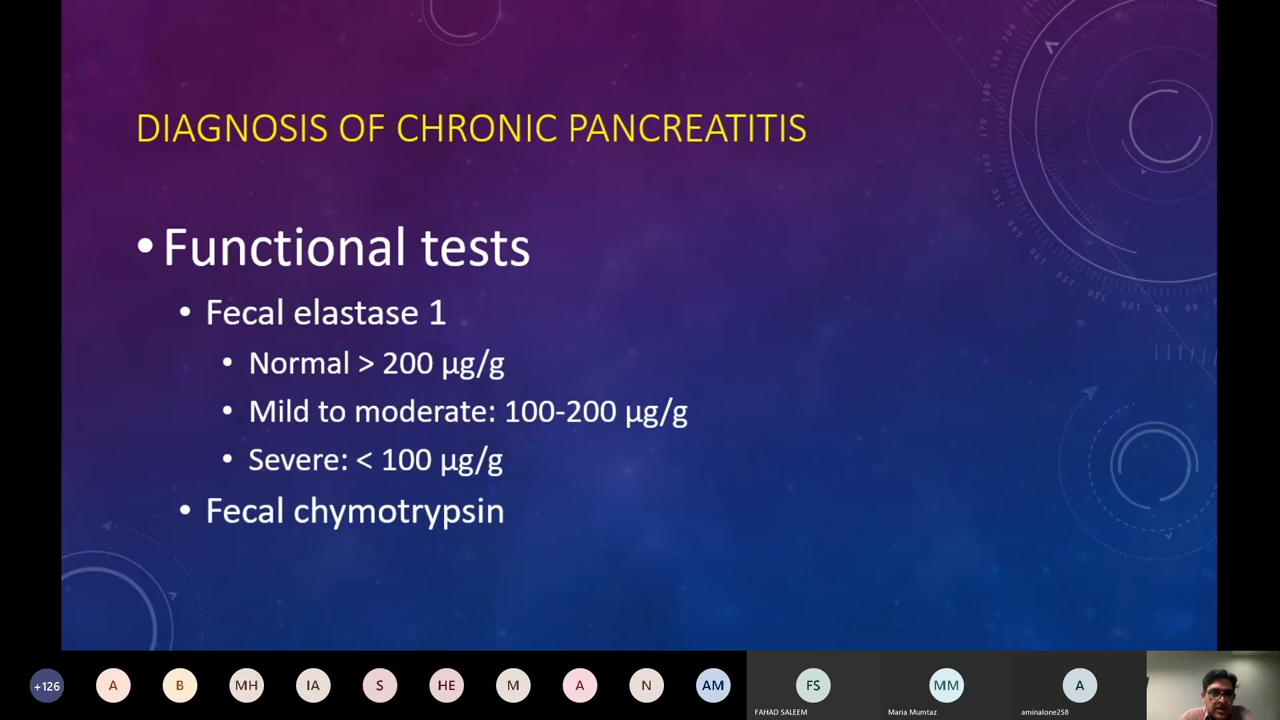 DIAGNOSIS OF CHRONIC PANCREATITIS
• Functional tests
• Fecal elastase 1
• Normal > 200 µg/g
• Mild to moderate: 100-200 µg/g
• Severe: < 100 µg/g
• Fecal chymotrypsin
+126 A B MH IA S HE M A N AM FS MM A
FAHAD SALEEM Maria Mumtaz aminalone258